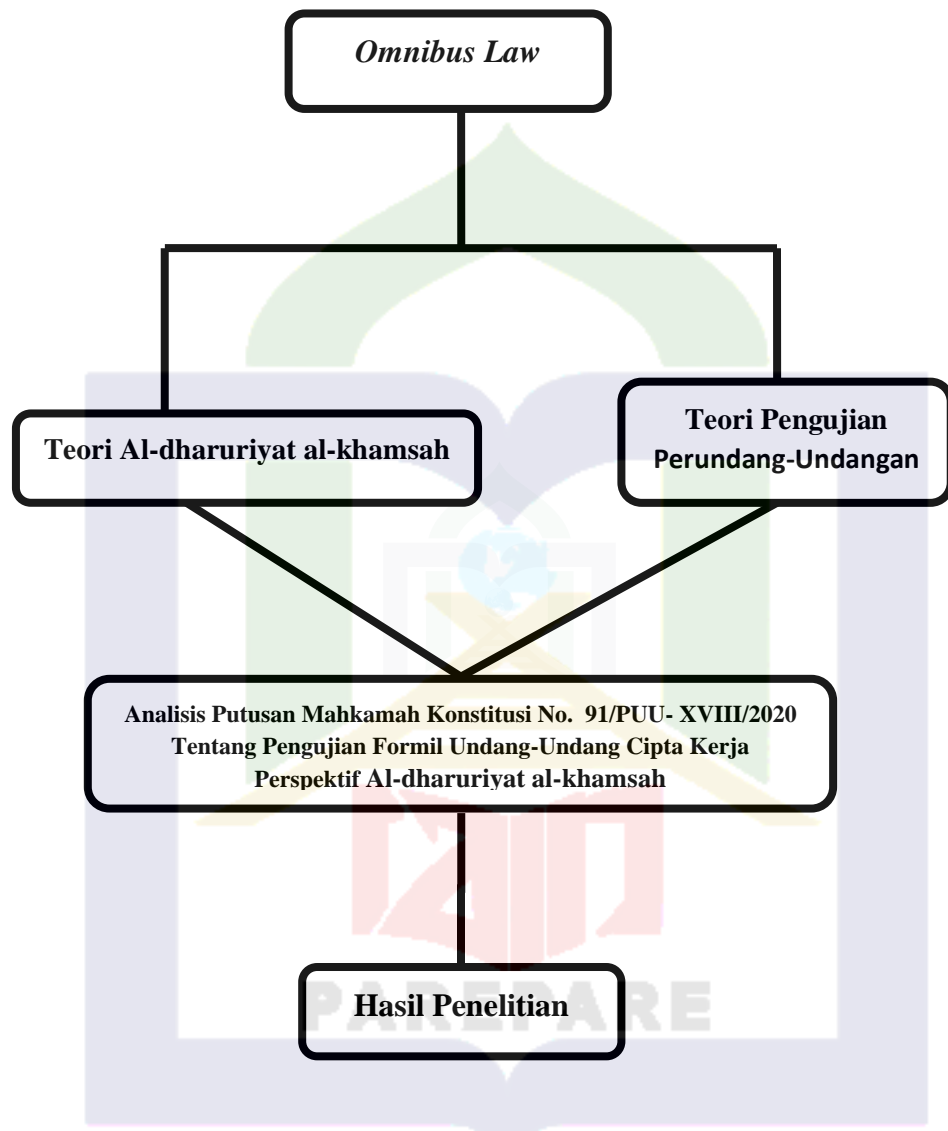 Omnibus Law
Teori Al-dharuriyat al-khamsah
Teori Pengujian
Perundang-Undangan
Analisis Putusan Mahkamah Konstitusi No. 91/PUU- XVIII/2020
Tentang Pengujian Formil Undang-Undang Cipta Kerja
Perspektif Al-dharuriyat al-khamsah
Hasil Penelitian
PAREPARE